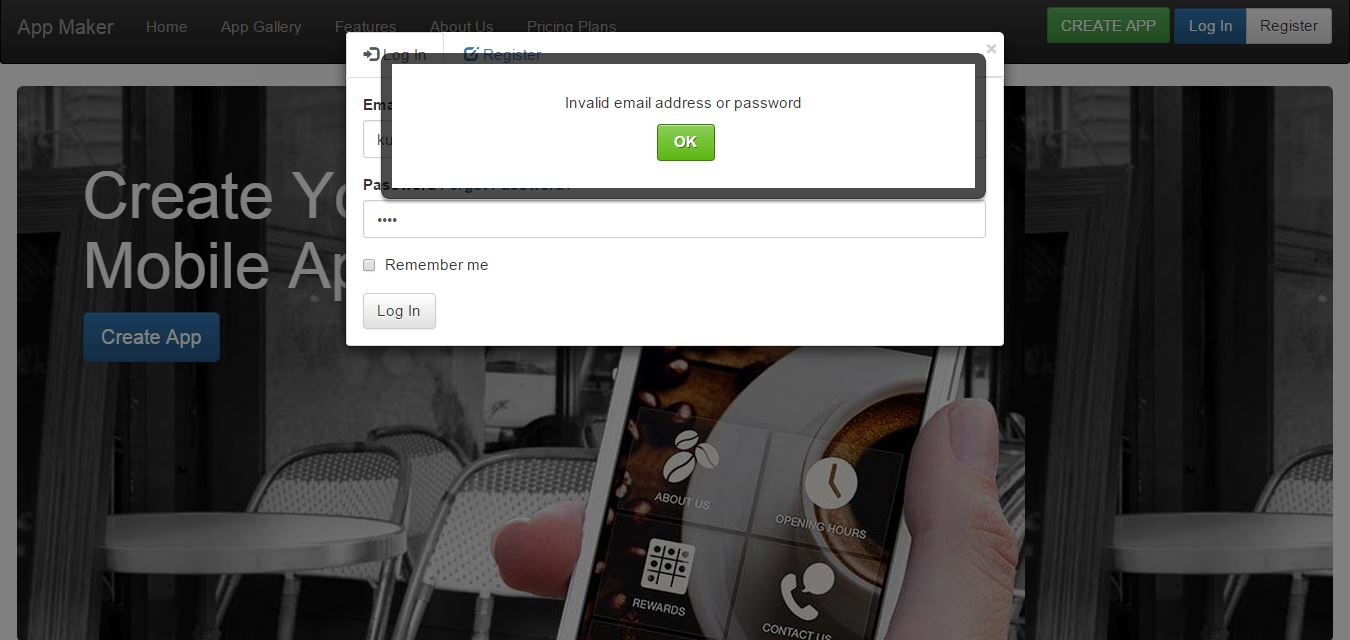 App Maker Home App Gallery Features About Us Pricing Plans CREATE APP Log In Register
Log In Register ×
Invalid email address or password
OK
Password Forgot Password?
••••
Remember me
Log In
Create
Mobile
Create App
ABOUT US
OPENING HOURS
REWARDS
CONTACT US